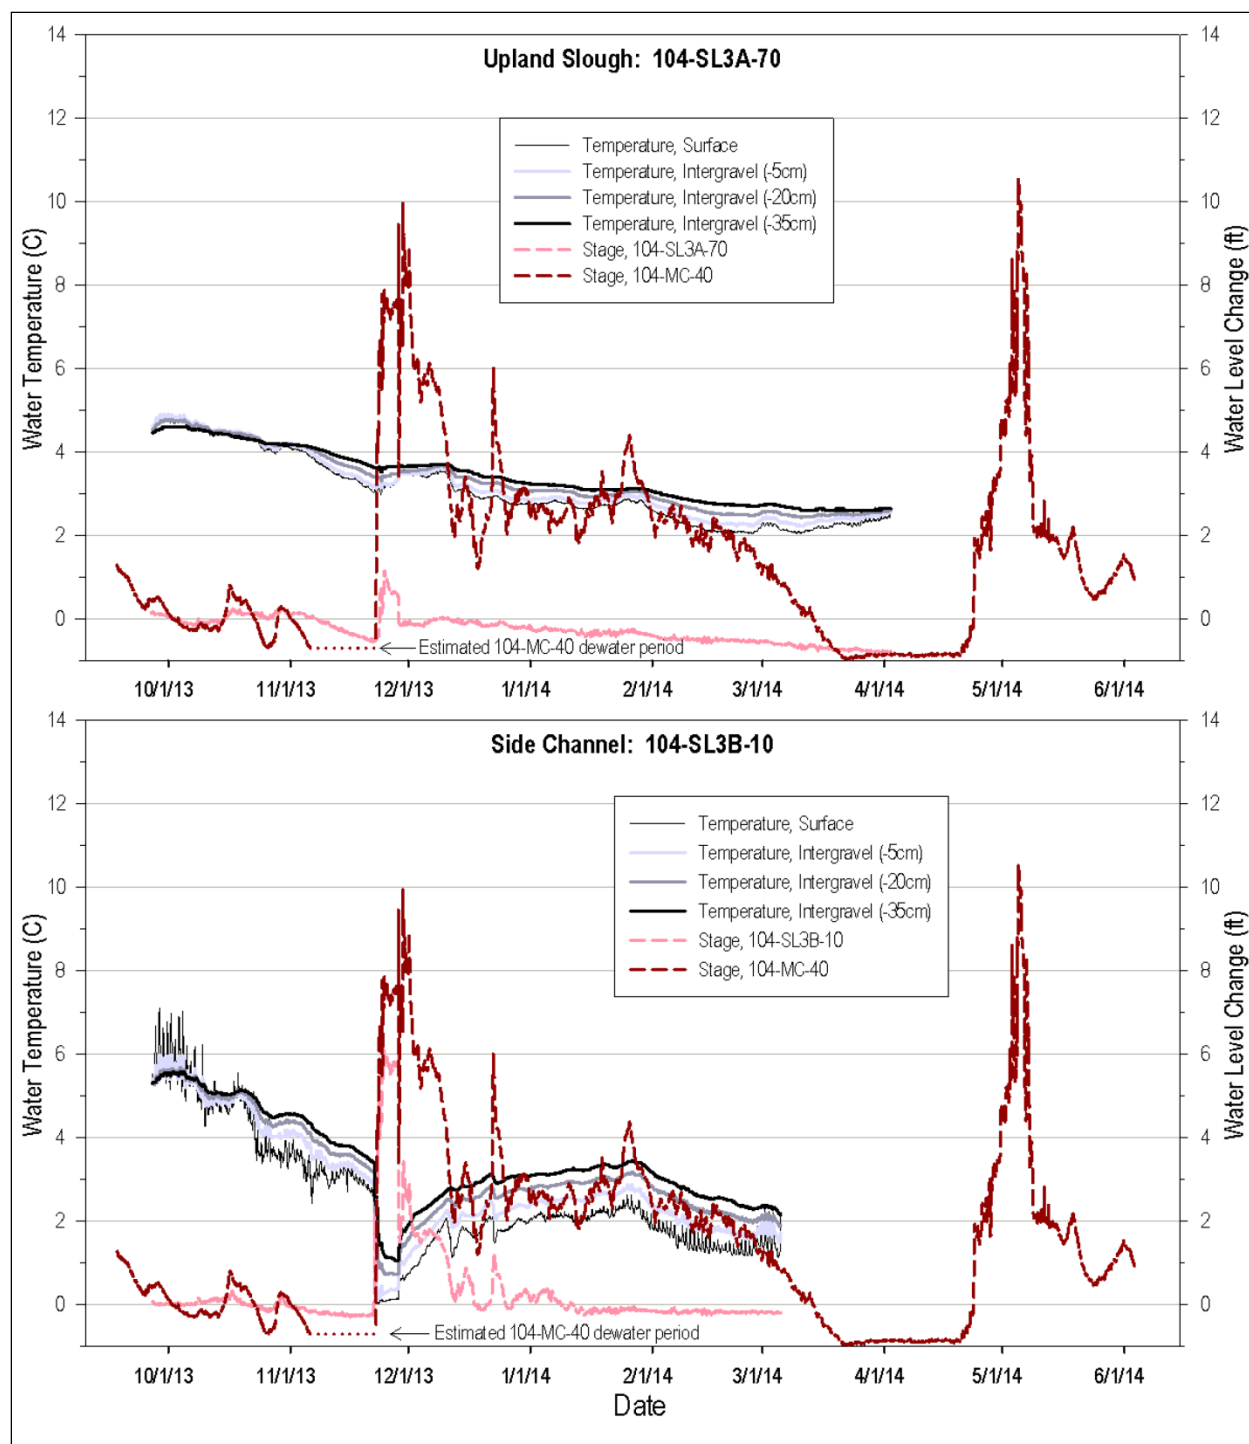 Upland Slough: 104-SL3A-70
Temperature, Surface
Temperature, Intergravel (-5cm)
Temperature, Intergravel (-20cm)
Temperature, Intergravel (-35cm)
Stage, 104-SL3A-70
Stage, 104-MC-40
14
12
10
8
6
4
2
0
Water Temperature (C)
14
12
10
8
6
4
2
0
Water Level Change (ft)
Estimated 104-MC-40 dewater period
10/1/13 11/1/13 12/1/13 1/1/14 2/1/14 3/1/14 4/1/14 5/1/14 6/1/14
Side Channel: 104-SL3B-10
Temperature, Surface
Temperature, Intergravel (-5cm)
Temperature, Intergravel (-20cm)
Temperature, Intergravel (-35cm)
Stage, 104-SL3B-10
Stage, 104-MC-40
14
12
10
8
6
4
2
0
Water Temperature (C)
14
12
10
8
6
4
2
0
Water Level Change (ft)
Estimated 104-MC-40 dewater period
10/1/13 11/1/13 12/1/13 1/1/14 2/1/14 3/1/14 4/1/14 5/1/14 6/1/14
Date